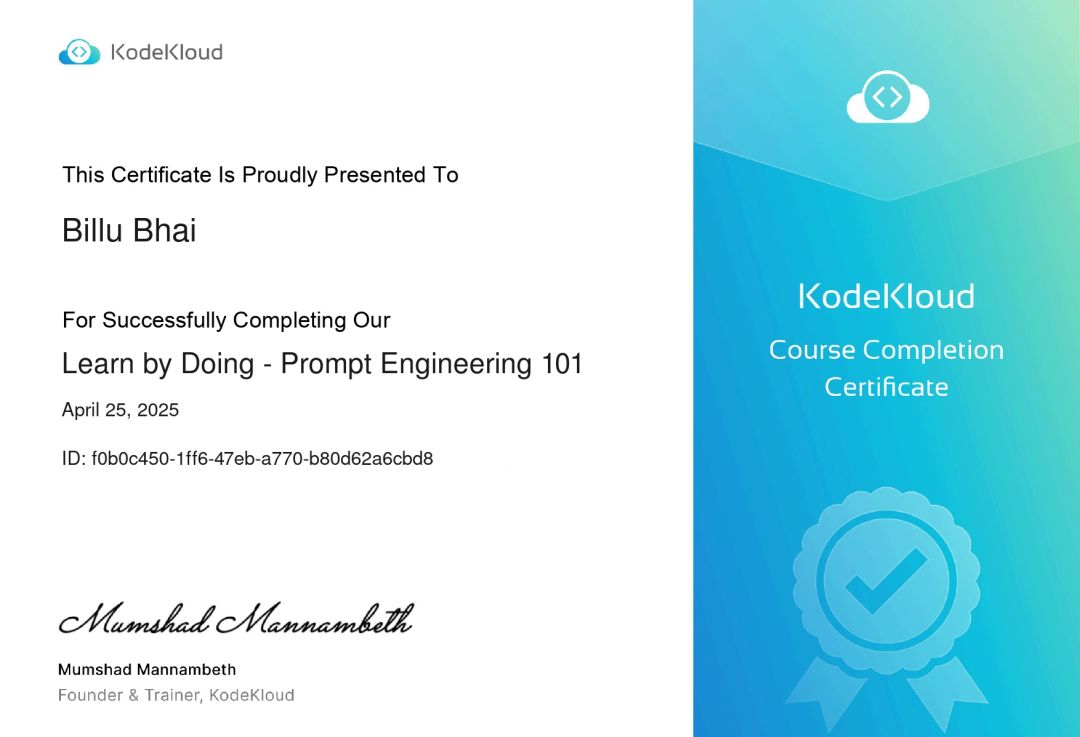 KodeKloud
This Certificate Is Proudly Presented To
Billu Bhai
For Successfully Completing Our
Learn by Doing - Prompt Engineering 101
April 25, 2025
ID: f0b0c450-1ff6-47eb-a770-b80d62a6cbd8
Mumshad Mannambeth
Mumshad Mannambeth
Founder & Trainer, KodeKloud
KodeKloud
Course Completion
Certificate